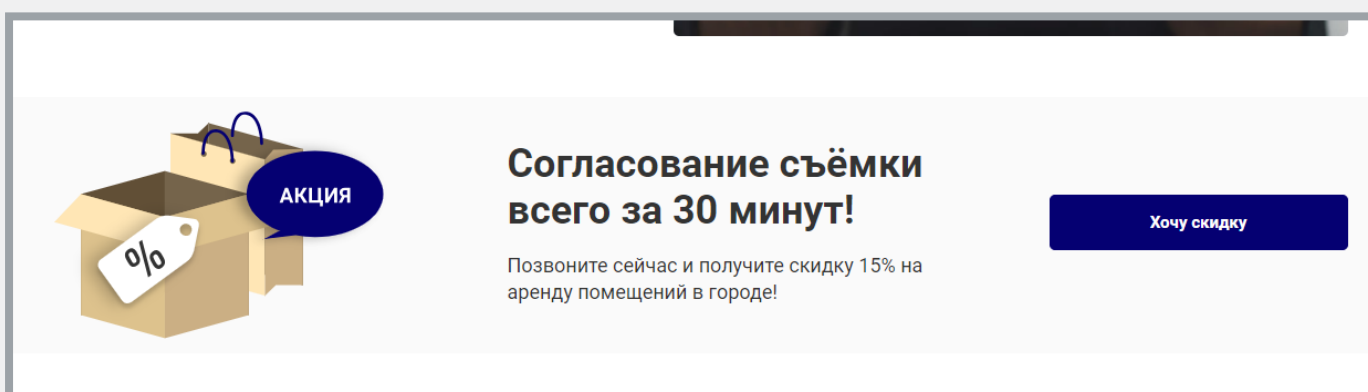 АКЦИЯ
%
Согласование съёмки
всего за 30 минут!
Позвоните сейчас и получите скидку 15% на
аренду помещений в городе!
Хочу скидку